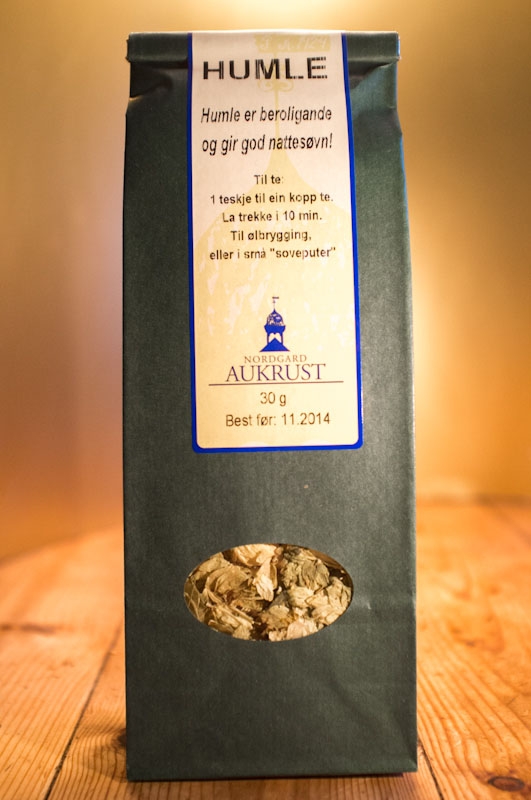 HUMLE
Humle er beroligande
og gir god nattesøvn!
Til te:
1 teskje til ein kopp te.
La trekke i 10 min.
Til ølbrygging,
eller i små "soveputer"
NORDGARD
AUKRUST
30 g
Best før: 11.2014